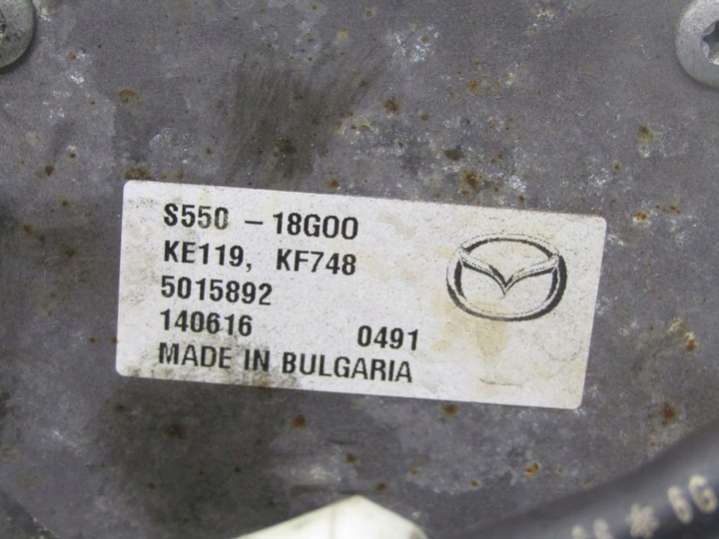 S550 - 18G00
KE119, KF748
5015892
140616 0491
MADE IN BULGARIA